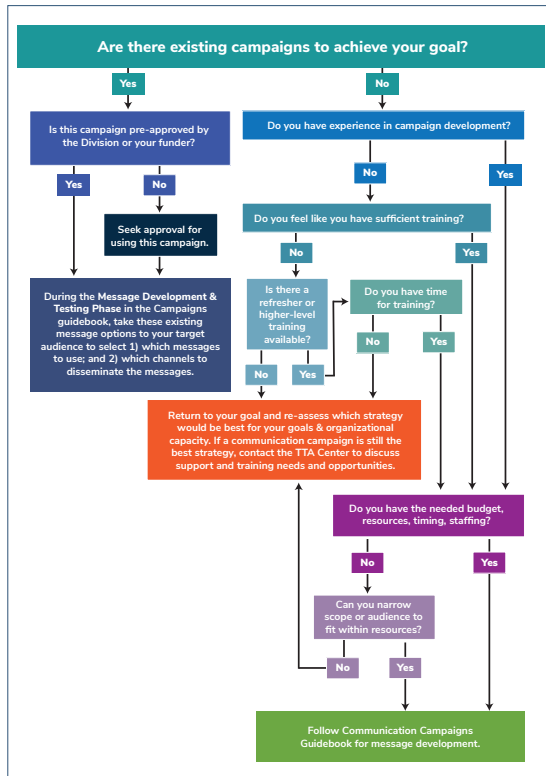 Are there existing campaigns to achieve your goal?
Yes
No
Is this campaign pre-approved by
the Division or your funder?
Do you have experience in campaign development?
Yes
No
No
Yes
Seek approval for
using this campaign.
Do you feel like you have sufficient training?
No
Yes
During the Message Development &
Testing Phase in the Campaigns
guidebook, take these existing
message options to your target
audience to select 1) which messages
to use; and 2) which channels to
disseminate the messages.
Is there a
refresher or
higher-level
training
available?
Do you have time
for training?
No
Yes
No
Yes
Return to your goal and re-assess which strategy
would be best for your goals & organizational
capacity. If a communication campaign is still the
best strategy, contact the TTA Center to discuss
support and training needs and opportunities.
Do you have the needed budget,
resources, timing, staffing?
No
Yes
Can you narrow
scope or audience to
fit within resources?
No
Yes
Follow Communication Campaigns
Guidebook for message development.